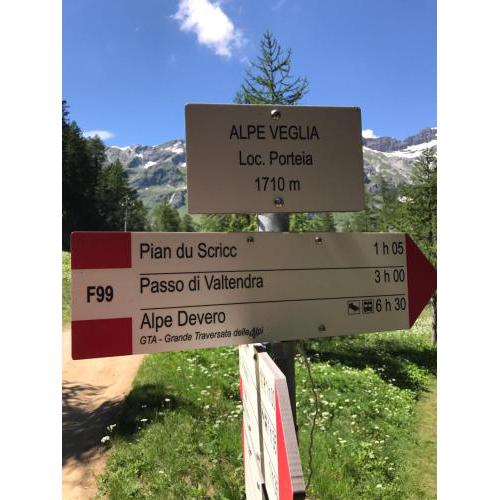 ALPE VEGLIA
Loc. Porteia
1710 m
Pian du Scricc 1 h 05
F99 Passo di Valtendra 3 h 00
Alpe Devero 6 h 30
GTA - Grande Traversata delle Alpi